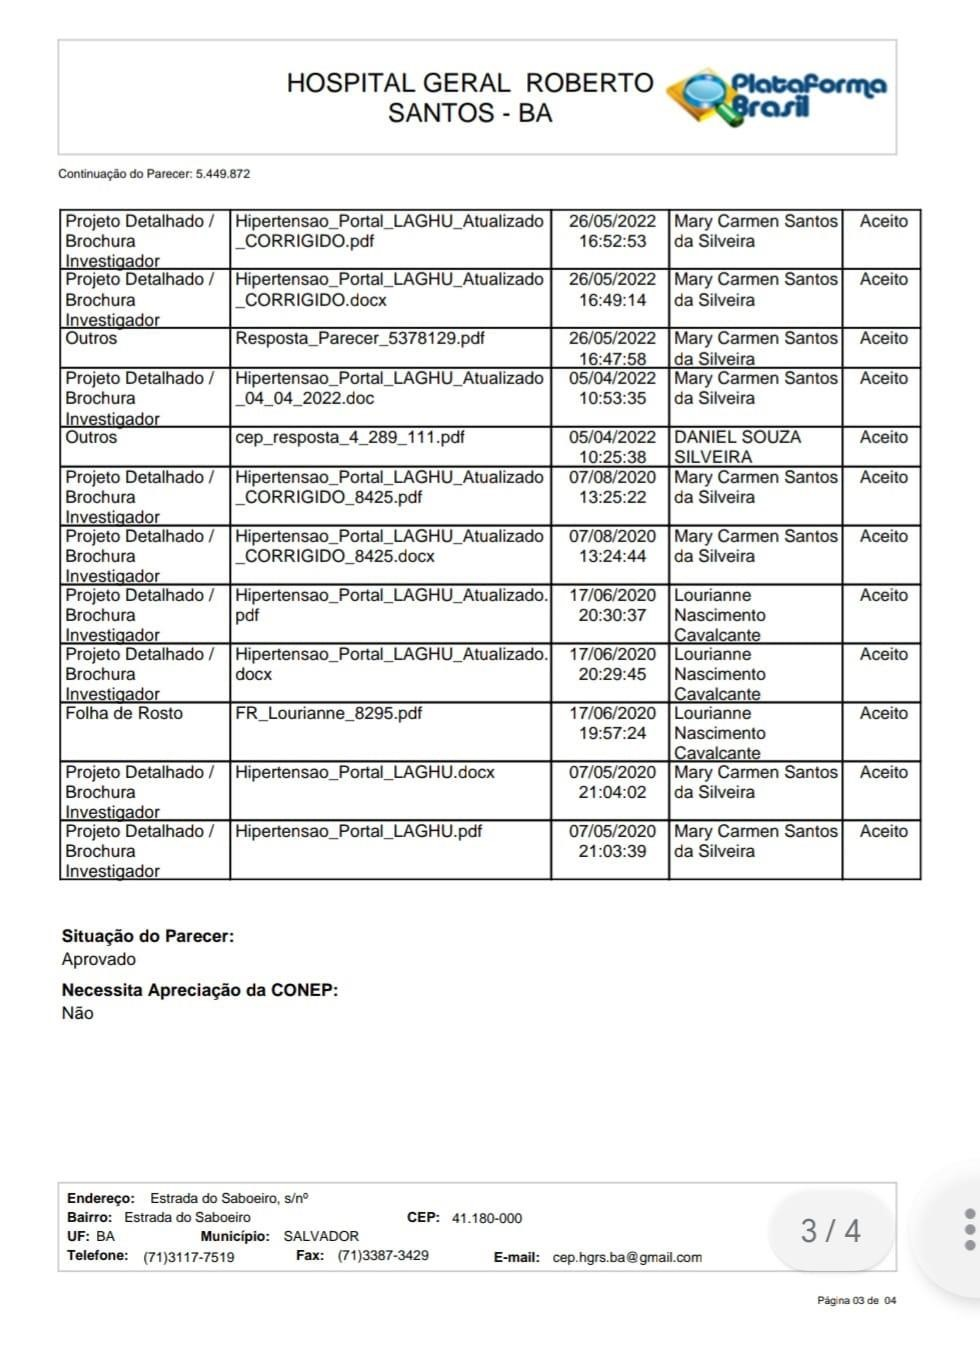 HOSPITAL GERAL ROBERTO
SANTOS - BA
Plataforma
Brasil
Continuação do Parecer: 5.449.872
Projeto Detalhado / Hipertensao_Portal_LAGHU_Atualizado 26/05/2022 Mary Carmen Santos Aceito
Brochura _CORRIGIDO.pdf 16:52:53 da Silveira
Investigador
Projeto Detalhado / Hipertensao_Portal_LAGHU_Atualizado 26/05/2022 Mary Carmen Santos Aceito
Brochura _CORRIGIDO.docx 16:49:14 da Silveira
Investigador
Outros Resposta_Parecer_5378129.pdf 26/05/2022 Mary Carmen Santos Aceito
16:47:58 da Silveira
Projeto Detalhado / Hipertensao_Portal_LAGHU_Atualizado 05/04/2022 Mary Carmen Santos Aceito
Brochura _04_04_2022.doc 10:53:35 da Silveira
Investigador
Outros cep_resposta_4_289_111.pdf 05/04/2022 DANIEL SOUZA Aceito
10:25:38 SILVEIRA
Projeto Detalhado / Hipertensao_Portal_LAGHU_Atualizado 07/08/2020 Mary Carmen Santos Aceito
Brochura _CORRIGIDO_8425.pdf 13:25:22 da Silveira
Investigador
Projeto Detalhado / Hipertensao_Portal_LAGHU_Atualizado 07/08/2020 Mary Carmen Santos Aceito
Brochura _CORRIGIDO_8425.docx 13:24:44 da Silveira
Investigador
Projeto Detalhado / Hipertensao_Portal_LAGHU_Atualizado. 17/06/2020 Lourianne Aceito
Brochura pdf 20:30:37 Nascimento
Investigador Cavalcante
Projeto Detalhado / Hipertensao_Portal_LAGHU_Atualizado. 17/06/2020 Lourianne Aceito
Brochura docx 20:29:45 Nascimento
Investigador Cavalcante
Folha de Rosto FR_Lourianne_8295.pdf 17/06/2020 Lourianne Aceito
19:57:24 Nascimento
Cavalcante
Projeto Detalhado / Hipertensao_Portal_LAGHU.docx 07/05/2020 Mary Carmen Santos Aceito
Brochura 21:04:02 da Silveira
Investigador
Projeto Detalhado / Hipertensao_Portal_LAGHU.pdf 07/05/2020 Mary Carmen Santos Aceito
Brochura 21:03:39 da Silveira
Investigador
Situação do Parecer:
Aprovado
Necessita Apreciação da CONEP:
Não
Endereço: Estrada do Saboeiro, s/nº
Bairro: Estrada do Saboeiro CEP: 41.180-000
UF: BA Município: SALVADOR
Telefone: (71)3117-7519 Fax: (71)3387-3429 E-mail: cep.hgrs.ba@gmail.com
3 / 4
Página 03 de 04